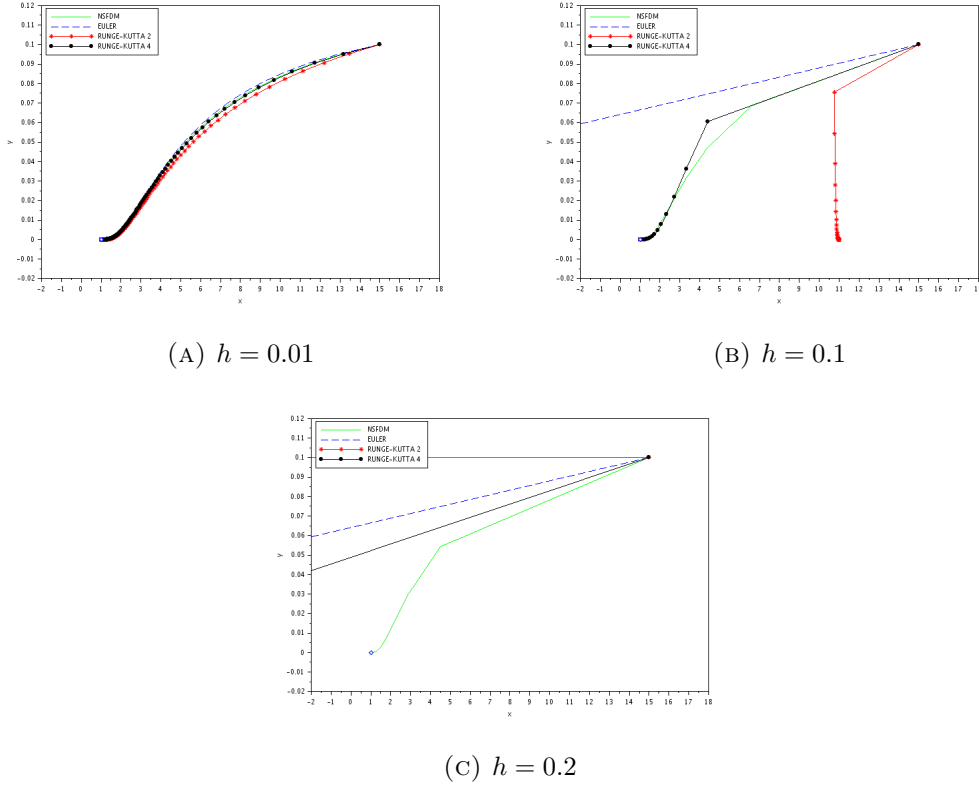 0.12
0.11
0.1
0.09
0.08
0.07
0.06
0.05
0.04
0.03
0.02
0.01
0
-0.01
-0.02
y
NSFDM
EULER
RUNGE-KUTTA 2
RUNGE-KUTTA 4
-2 -1 0 1 2 3 4 5 6 7 8 9 10 11 12 13 14 15 16 17 18
x
(A) h = 0.01
0.12
0.11
0.1
0.09
0.08
0.07
0.06
0.05
0.04
0.03
0.02
0.01
0
-0.01
-0.02
y
NSFDM
EULER
RUNGE-KUTTA 2
RUNGE-KUTTA 4
-2 -1 0 1 2 3 4 5 6 7 8 9 10 11 12 13 14 15 16 17
x
(B) h = 0.1
0.12
0.11
0.1
0.09
0.08
0.07
0.06
0.05
0.04
0.03
0.02
0.01
0
-0.01
-0.02
y
NSFDM
EULER
RUNGE-KUTTA 2
RUNGE-KUTTA 4
-2 -1 0 1 2 3 4 5 6 7 8 9 10 11 12 13 14 15 16 17 18
x
(C) h = 0.2